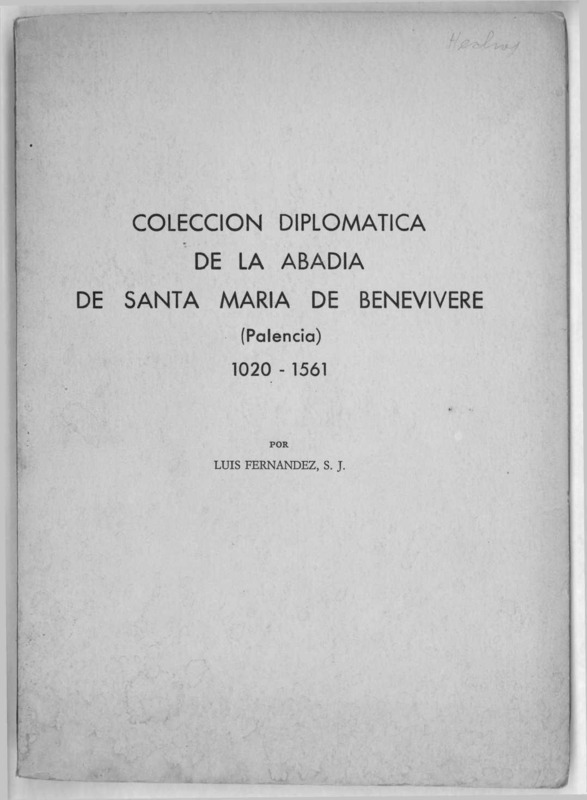 COLECCION DIPLOMATICA
DE LA ABADIA
DE SANTA MARIA DE BENEVIVERE
(Palencia)
1020 - 1561
POR
LUIS FERNANDEZ, S. J.